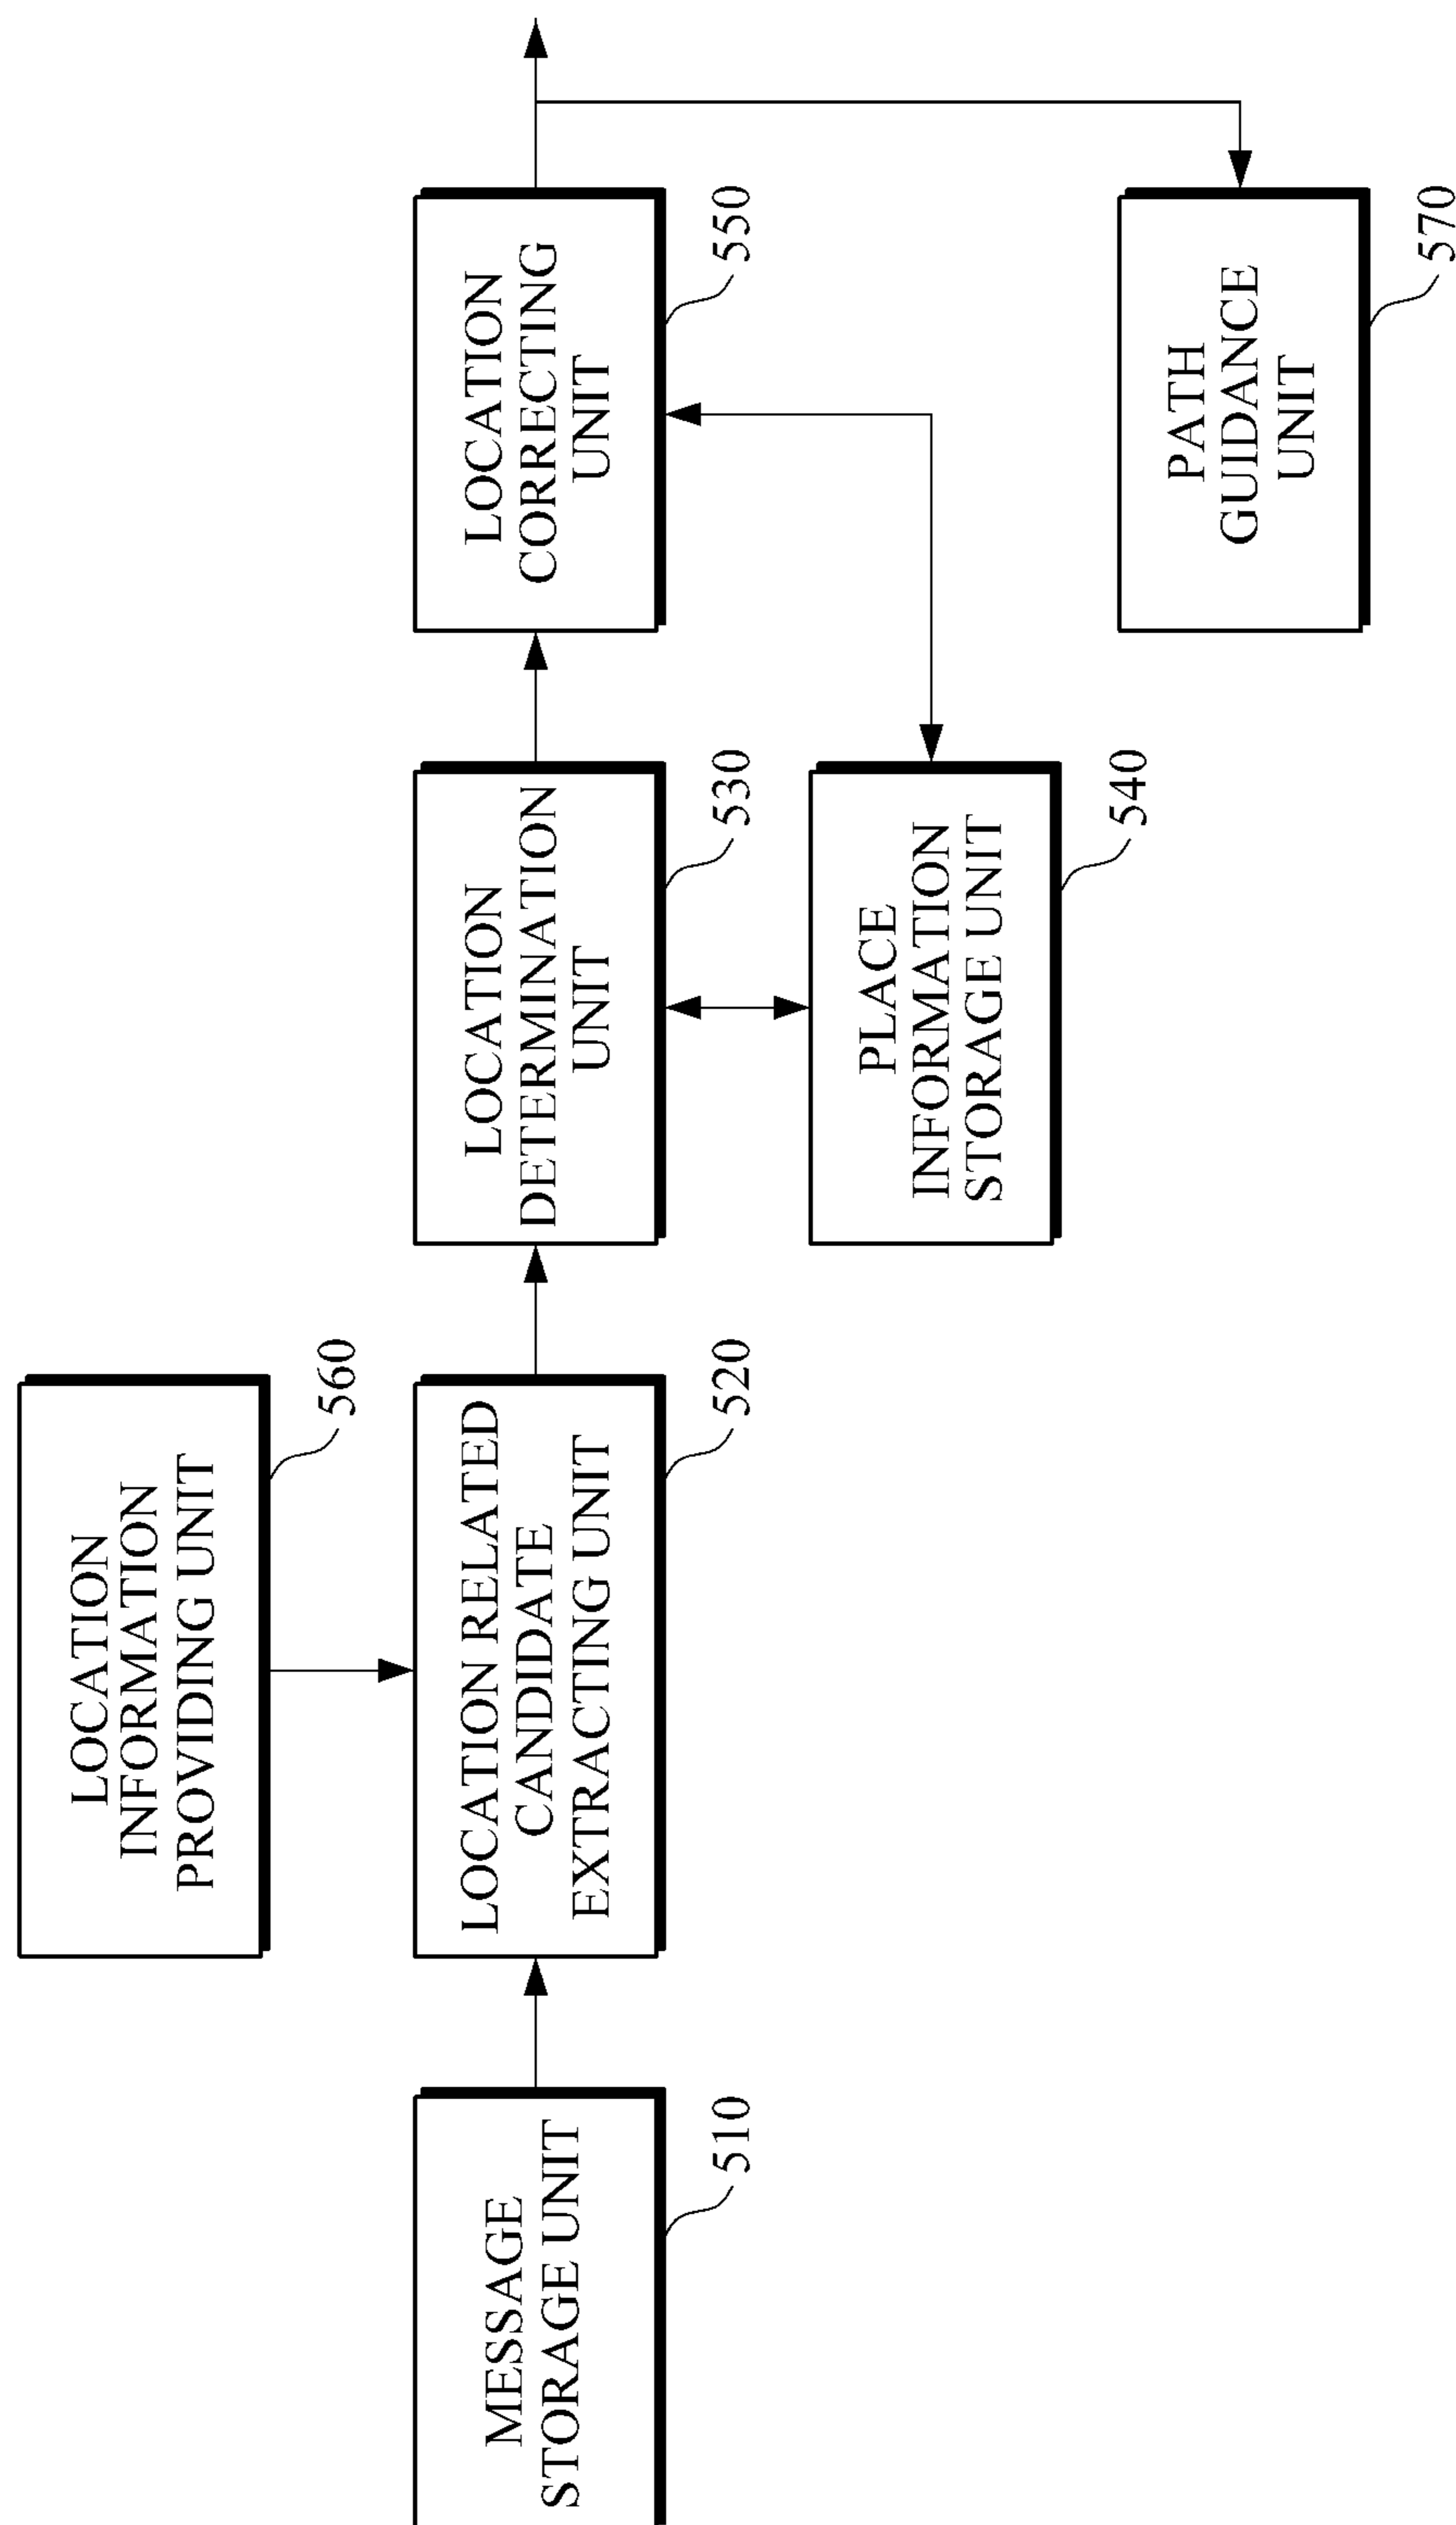 LOCATION
INFORMATION
PROVIDING UNIT
560
MESSAGE
STORAGE UNIT
510
LOCATION RELATED
CANDIDATE
EXTRACTING UNIT
520
LOCATION
DETERMINATION
UNIT
530
LOCATION
CORRECTING
UNIT
550
PLACE
INFORMATION
STORAGE UNIT
540
PATH
GUIDANCE
UNIT
570